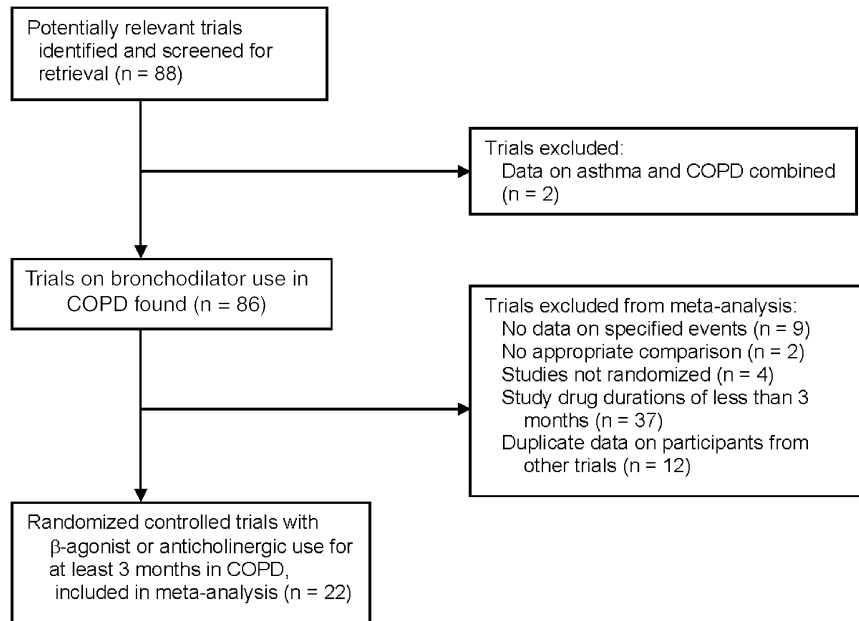 Potentially relevant trials
identified and screened for
retrieval (n = 88)
Trials excluded:
Data on asthma and COPD combined
(n = 2)
Trials on bronchodilator use in
COPD found (n = 86)
Trials excluded from meta-analysis:
No data on specified events (n = 9)
No appropriate comparison (n = 2)
Studies not randomized (n = 4)
Study drug durations of less than 3
months (n = 37)
Duplicate data on participants from
other trials (n = 12)
Randomized controlled trials with
β-agonist or anticholinergic use for
at least 3 months in COPD,
included in meta-analysis (n = 22)